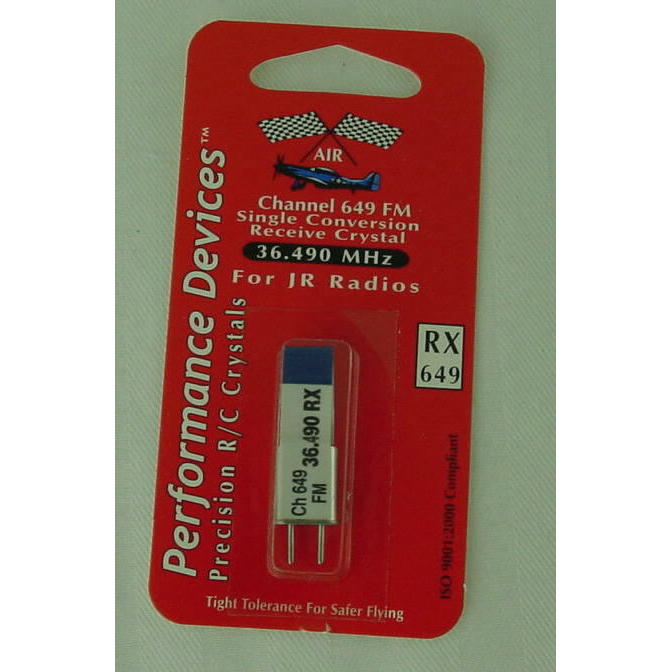 AIR
Channel 649 FM
Single Conversion
Receive Crystal
36.490 MHz
For JR Radios
Performance Devices™
Precision R/C Crystals
RX
649
Ch 649 36.490 RX
FM
ISO 9001:2000 Compliant
Tight Tolerance For Safer Flying